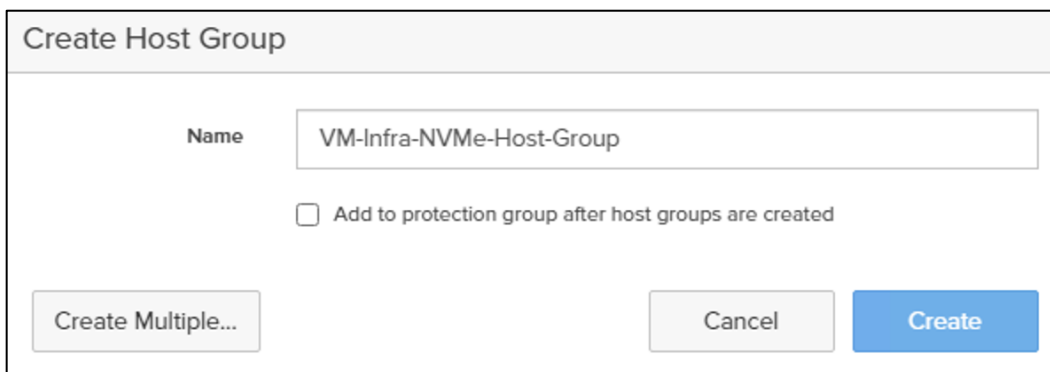 Create Host Group
Name VM-Infra-NVMe-Host-Group
Add to protection group after host groups are created
Create Multiple... Cancel Create